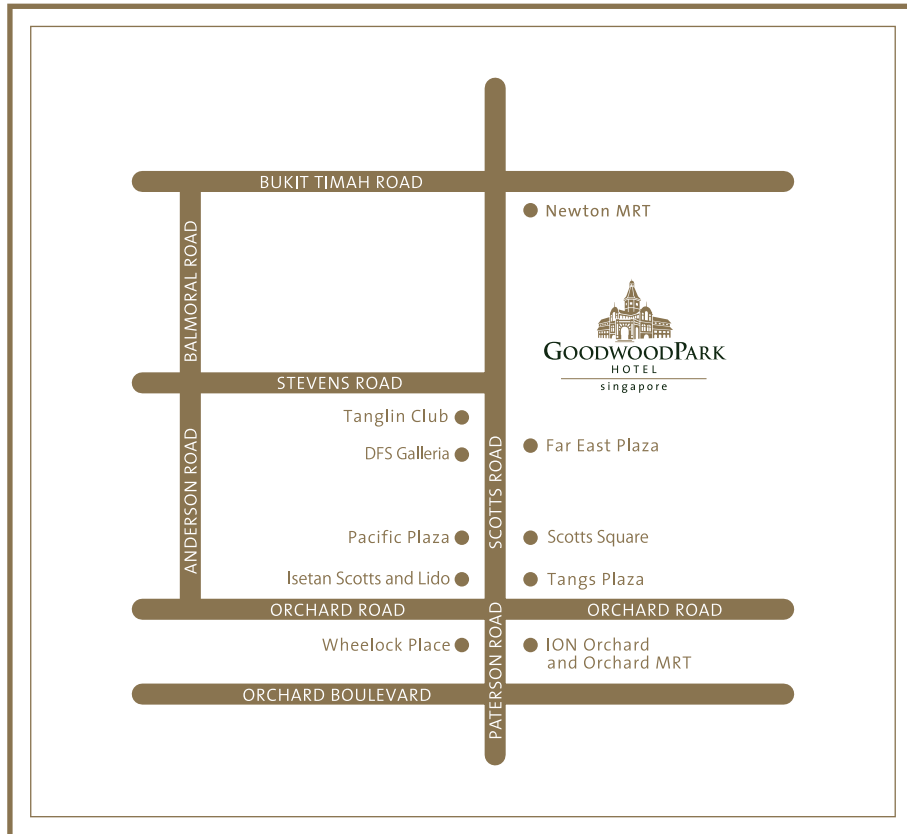 BUKIT TIMAH ROAD
Newton MRT
BALMORAL ROAD
GOODWOODPARK
HOTEL
singapore
STEVENS ROAD
Tanglin Club
DFS Galleria
Far East Plaza
ANDERSON ROAD
SCOTTS ROAD
Pacific Plaza
Scotts Square
Isetan Scotts and Lido
Tangs Plaza
ORCHARD ROAD
ORCHARD ROAD
Wheelock Place
PATERSON ROAD
ION Orchard
and Orchard MRT
ORCHARD BOULEVARD